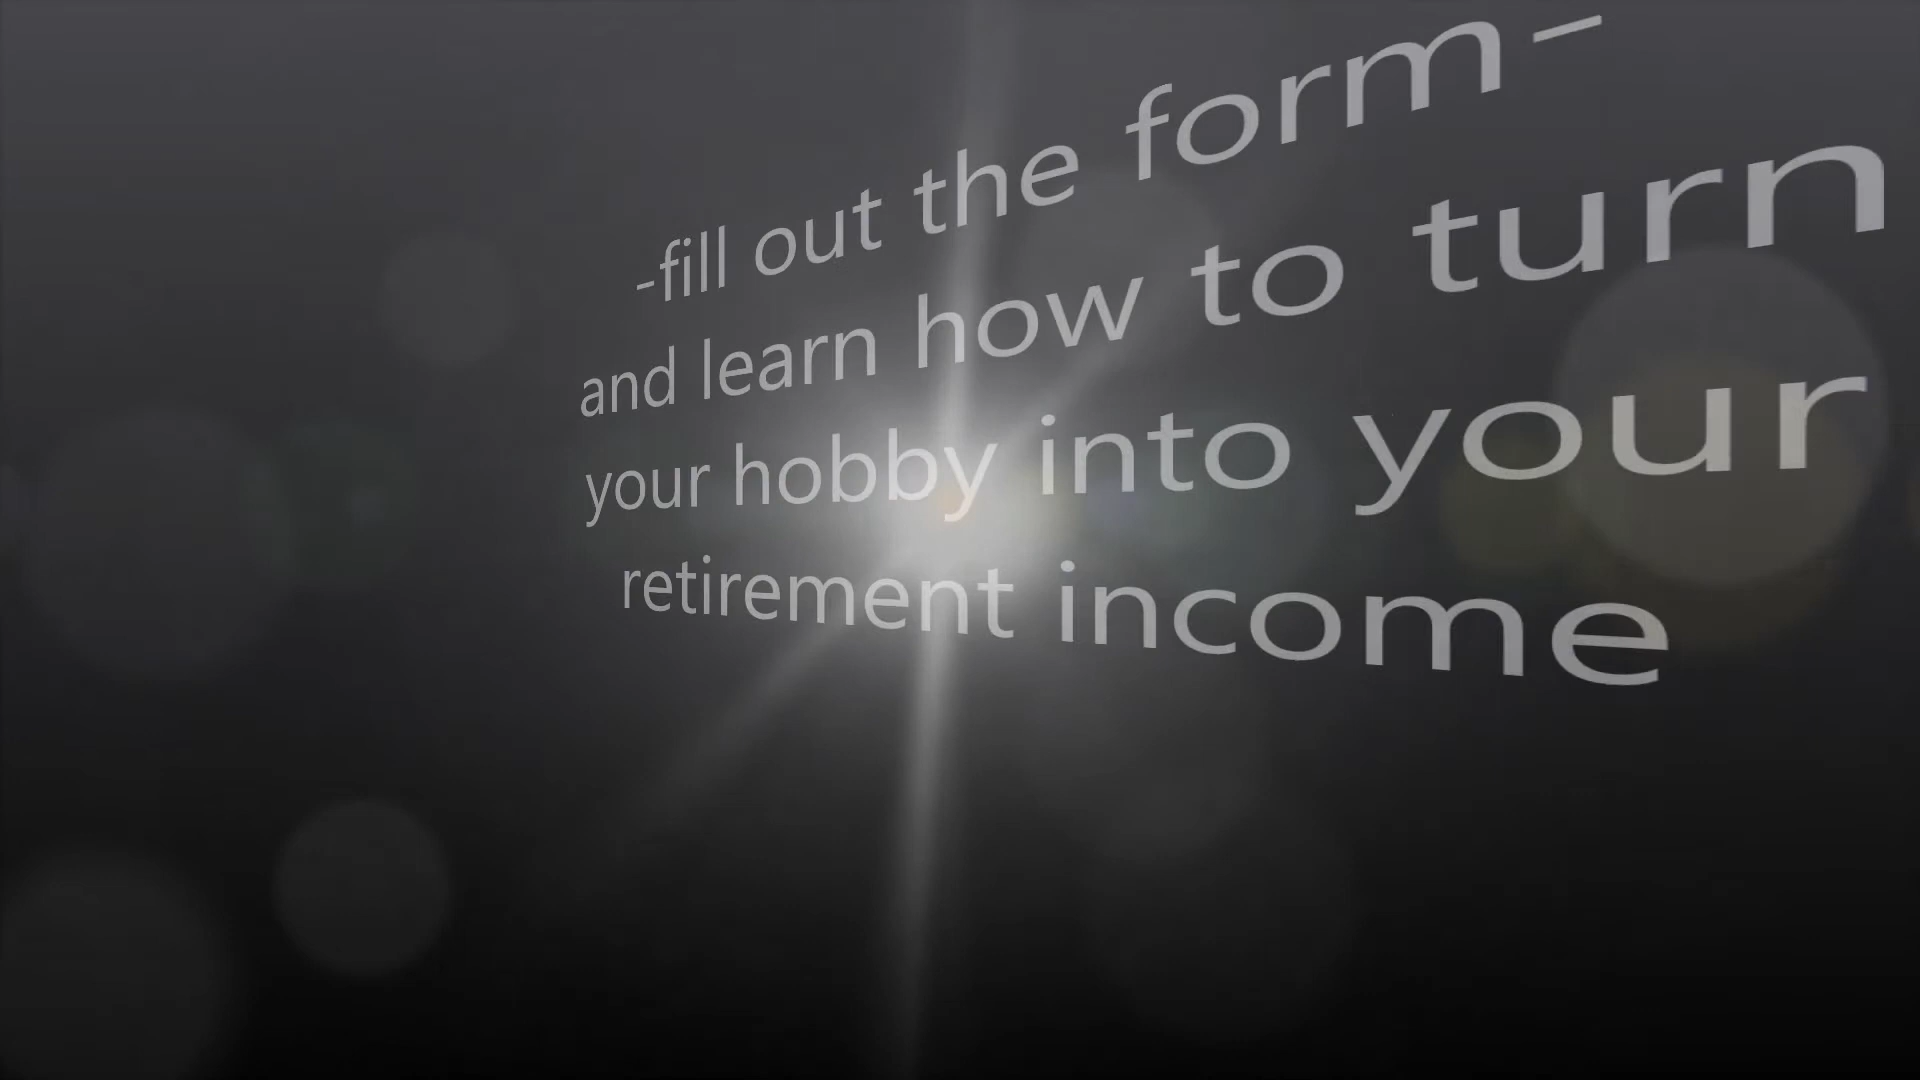 -fill out the form-
and learn how to turn
your hobby into your
retirement income